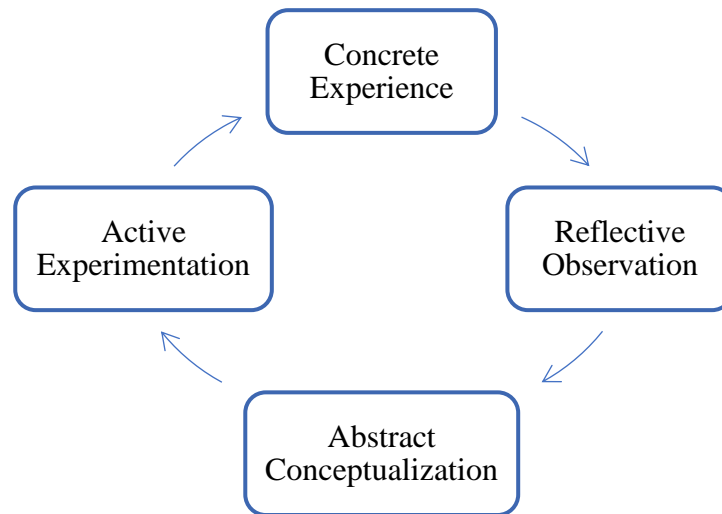 Concrete
Experience
Reflective
Observation
Abstract
Conceptualization
Active
Experimentation